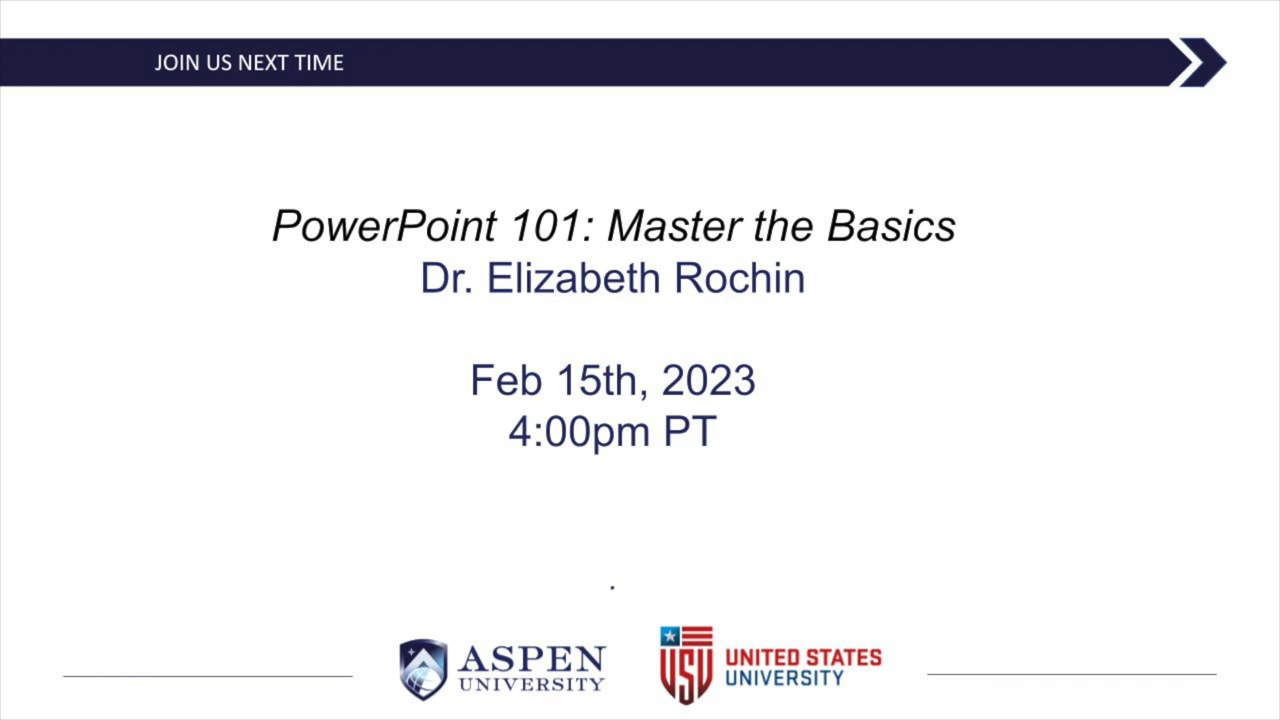 JOIN US NEXT TIME
PowerPoint 101: Master the Basics
Dr. Elizabeth Rochin
Feb 15th, 2023
4:00pm PT
.
ASPEN
UNIVERSITY
USU
UNITED STATES
UNIVERSITY